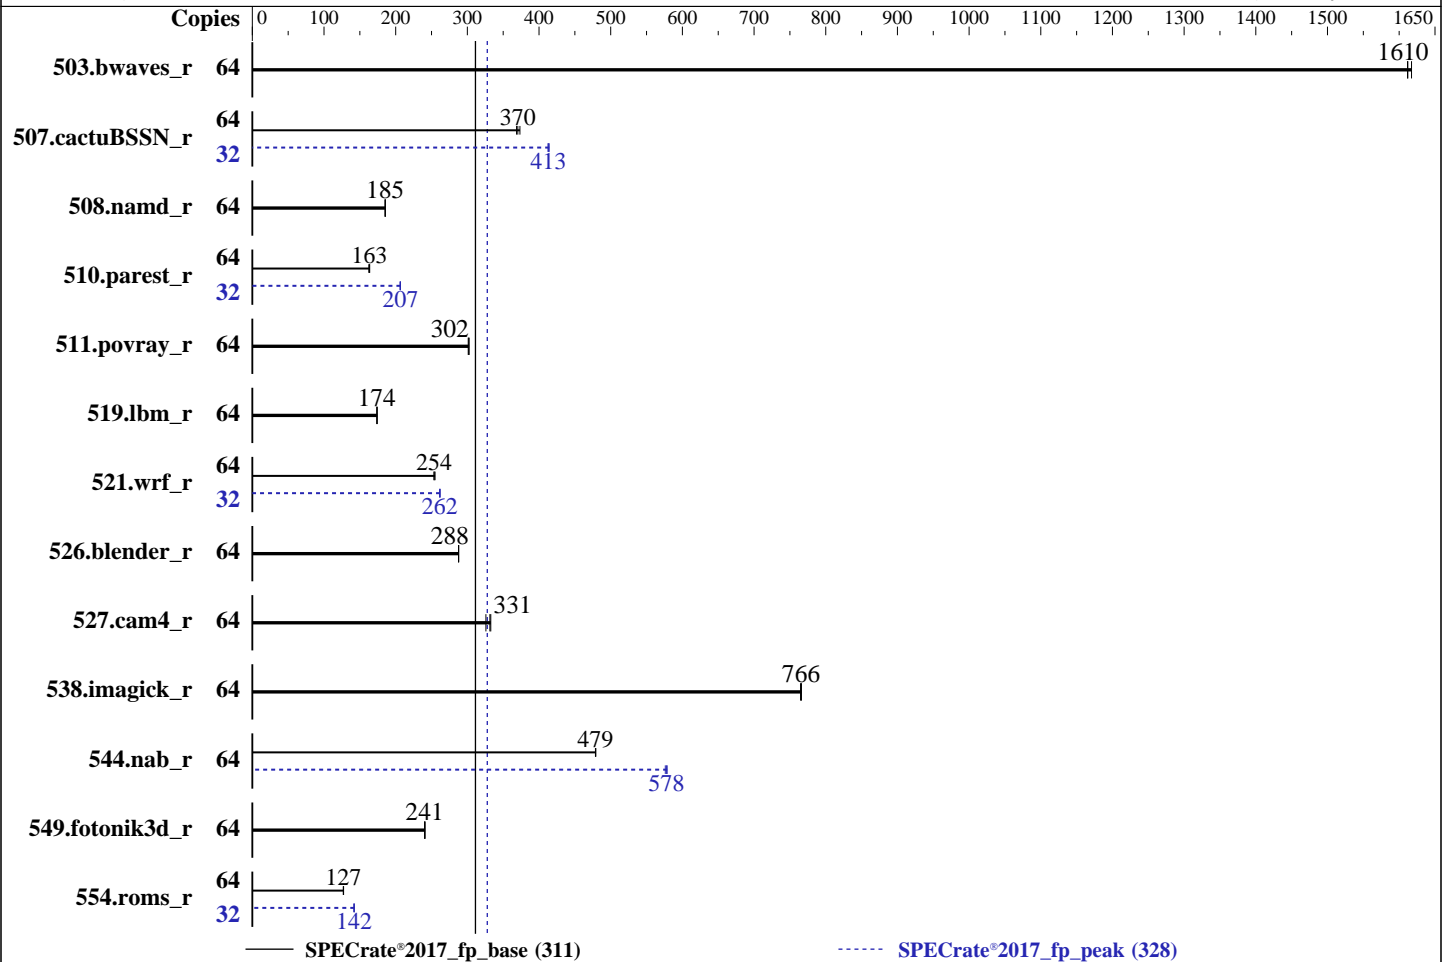 Copies 0 100 200 300 400 500 600 700 800 900 1000 1100 1200 1300 1400 1500 1650
503.bwaves_r 64 1610
507.cactuBSSN_r 64 370
32 413
508.namd_r 64 185
510.parest_r 64 163
32 207
511.povray_r 64 302
519.lbm_r 64 174
521.wrf_r 64 254
32 262
526.blender_r 64 288
527.cam4_r 64 331
538.imagick_r 64 766
544.nab_r 64 479
578
549.fotonik3d_r 64 241
554.roms_r 64 127
32 142
SPECrate®2017_fp_base (311) SPECrate®2017_fp_peak (328)